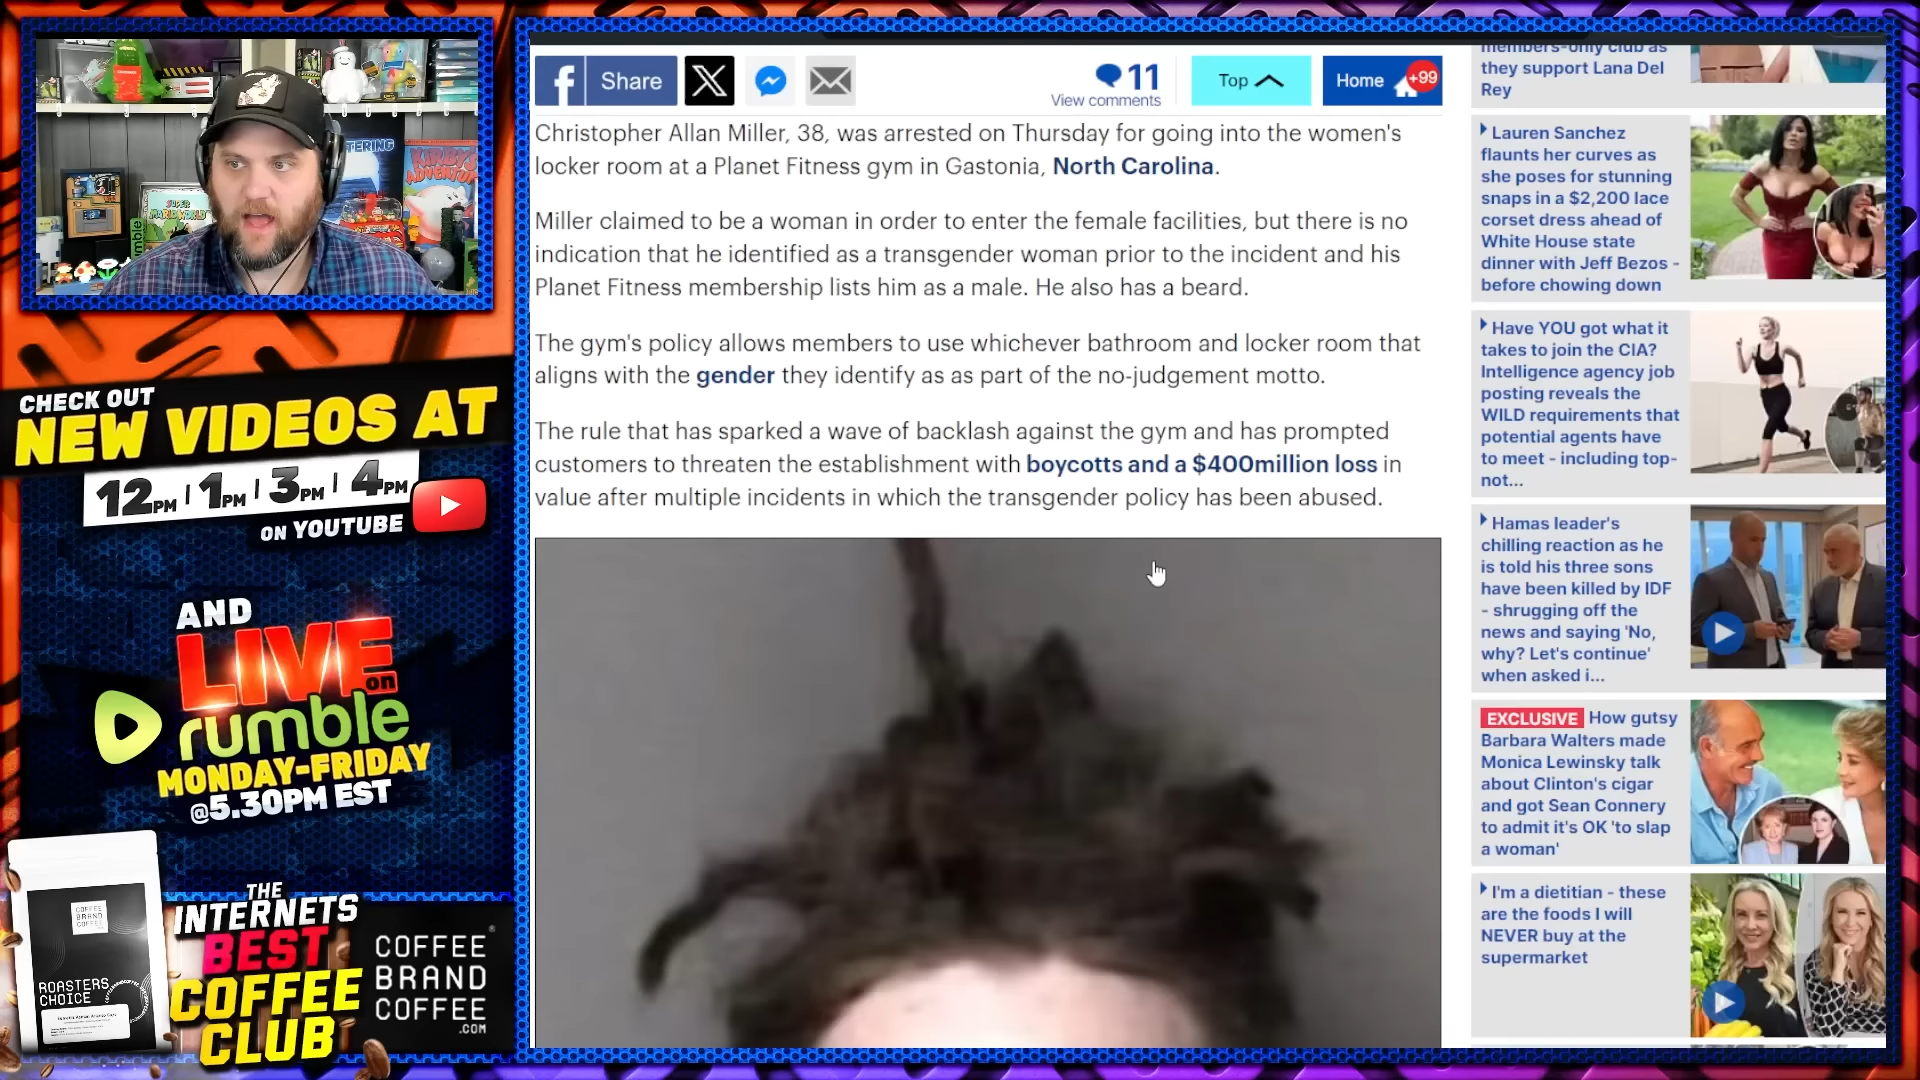 Share
11
View comments
Top
Home
+99
Christopher Allan Miller, 38, was arrested on Thursday for going into the women's
locker room at a Planet Fitness gym in Gastonia, North Carolina.
Miller claimed to be a woman in order to enter the female facilities, but there is no
indication that he identified as a transgender woman prior to the incident and his
Planet Fitness membership lists him as a male. He also has a beard.
The gym's policy allows members to use whichever bathroom and locker room that
aligns with the gender they identify as as part of the no-judgement motto.
The rule that has sparked a wave of backlash against the gym and has prompted
customers to threaten the establishment with boycotts and a $400million loss in
value after multiple incidents in which the transgender policy has been abused.
members-only club as
they support Lana Del
Rey
Lauren Sanchez
flaunts her curves as
she poses for stunning
snaps in a $2,200 lace
corset dress ahead of
White House state
dinner with Jeff Bezos -
before chowing down
Have YOU got what it
takes to join the CIA?
Intelligence agency job
posting reveals the
WILD requirements that
potential agents have
to meet - including top-
not...
Hamas leader's
chilling reaction as he
is told his three sons
have been killed by IDF
- shrugging off the
news and saying 'No,
why? Let's continue'
when asked i...
EXCLUSIVE How gutsy
Barbara Walters made
Monica Lewinsky talk
about Clinton's cigar
and got Sean Connery
to admit it's OK 'to slap
a woman'
I'm a dietitian - these
are the foods I will
NEVER buy at the
supermarket
TERING
KIRBY'S
ADVENTURE
SUPER
MARIO WORLD
rumble
CHECK OUT
NEW VIDEOS AT
12PM | 1PM | 3PM | 4PM
ON YOUTUBE
AND
LIVE
on
rumble
MONDAY-FRIDAY
@5.30PM EST
COFFEE
BRAND
COFFEE
ROASTERS
CHOICE
THE
INTERNETS
BEST
COFFEE
CLUB
COFFEE
BRAND
COFFEE
.COM